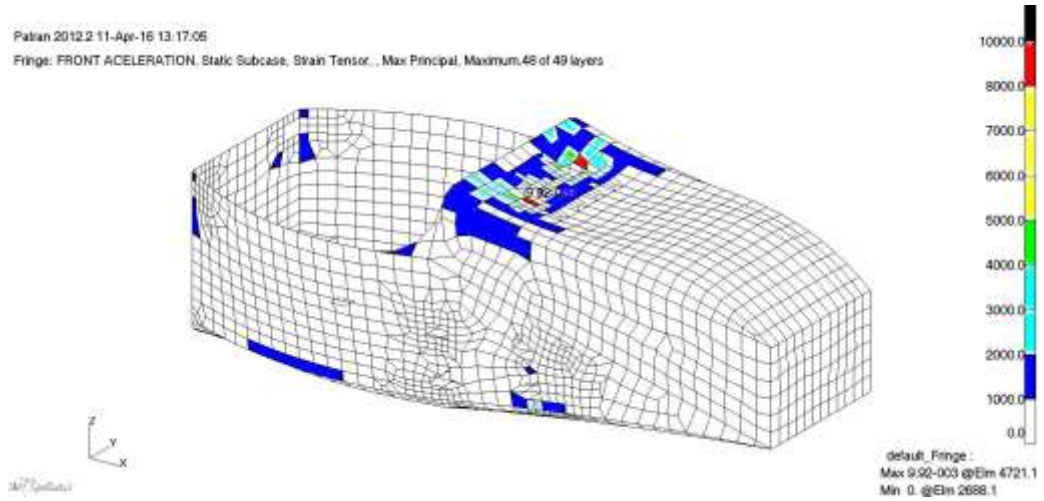 Patran 2012.2 11-Apr-16 13:17:05
Fringe: FRONT ACELERATION, Static Subcase, Strain Tensor, , Max Principal, Maximum,48 of 49 layers
10000.0
8000.0
7000.0
6000.0
5000.0
4000.0
3000.0
2000.0
1000.0
0.0
Z
Y
X
default_Fringe :
Max 9.92-003 @Elm 4721.1
Min 0. @Elm 2688.1